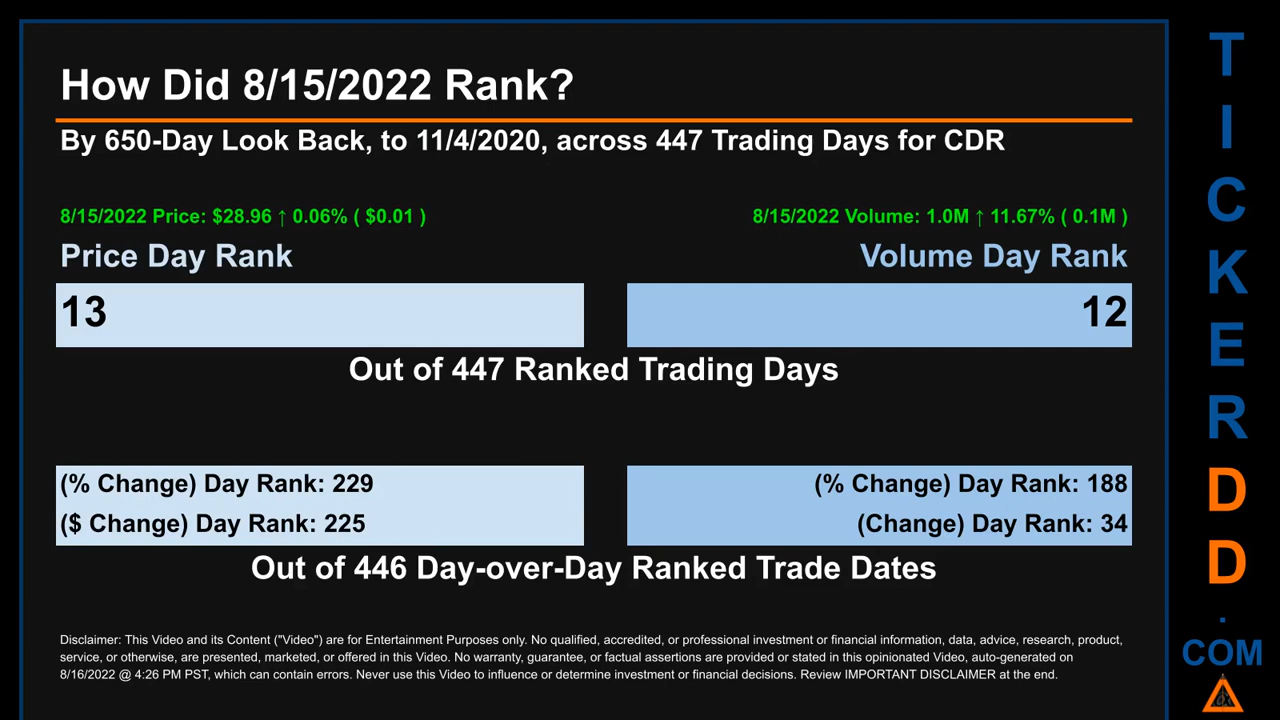 How Did 8/15/2022 Rank?
By 650-Day Look Back, to 11/4/2020, across 447 Trading Days for CDR
8/15/2022 Price: $28.96 ↑ 0.06% ( $0.01 )
8/15/2022 Volume: 1.0M ↑ 11.67% ( 0.1M )
Price Day Rank
Volume Day Rank
13
12
Out of 447 Ranked Trading Days
(% Change) Day Rank: 229
($ Change) Day Rank: 225
(% Change) Day Rank: 188
(Change) Day Rank: 34
Out of 446 Day-over-Day Ranked Trade Dates
Disclaimer: This Video and its Content ("Video") are for Entertainment Purposes only. No qualified, accredited, or professional investment or financial information, data, advice, research, product,
service, or otherwise, are presented, marketed, or offered in this Video. No warranty, guarantee, or factual assertions are provided or stated in this opinionated Video, auto-generated on
8/16/2022 @ 4:26 PM PST, which can contain errors. Never use this Video to influence or determine investment or financial decisions. Review IMPORTANT DISCLAIMER at the end.
T
I
C
K
E
R
D
D
.
COM